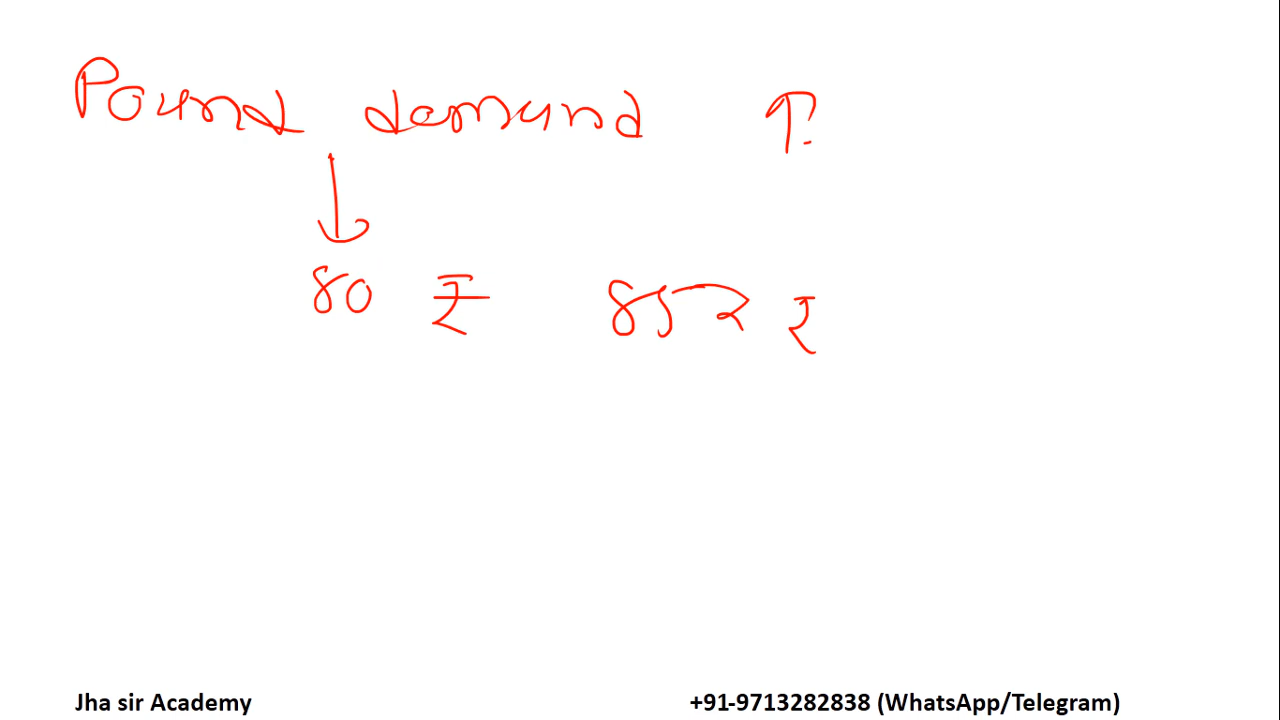 Pound demand ↑
↓
80 ₹ 85 ₹
Jha sir Academy +91-9713282838 (WhatsApp/Telegram)